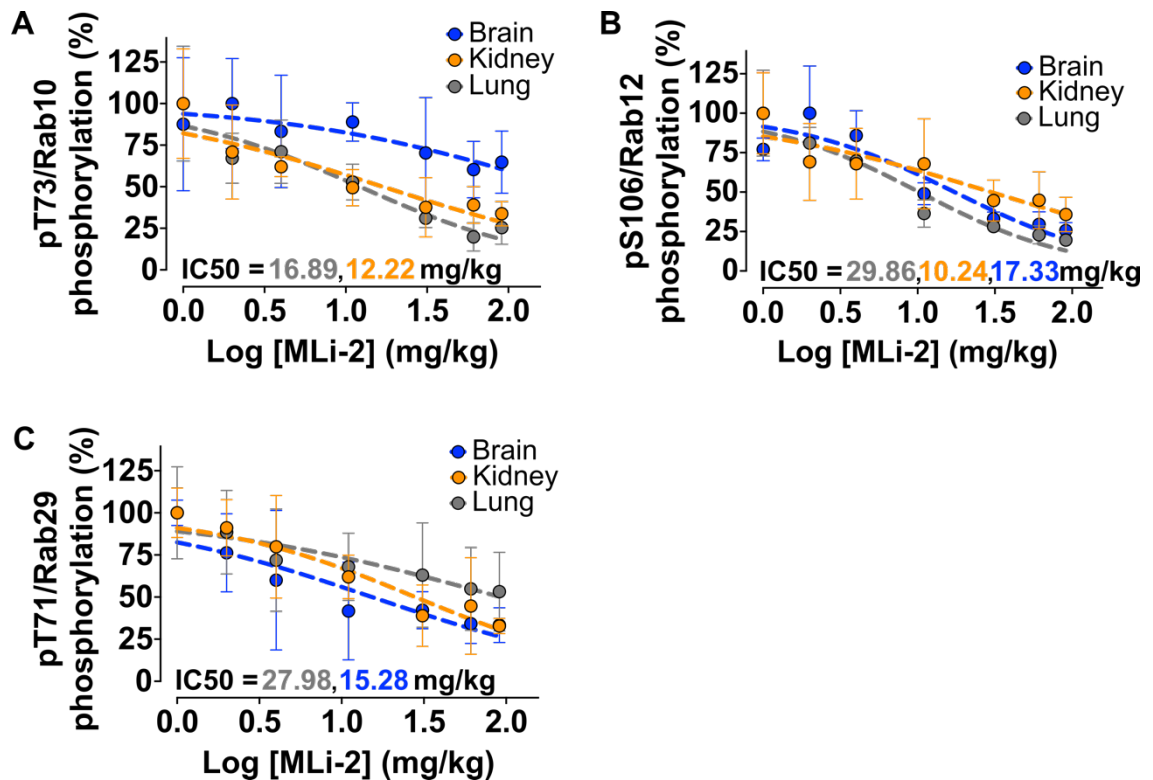 A
pT73/Rab10
phosphorylation (%)
125
100
75
50
25
0
Brain
Kidney
Lung
IC50 = 16.89, 12.22 mg/kg
0.0 0.5 1.0 1.5 2.0
Log [MLi-2] (mg/kg)
B
pS106/Rab12
phosphorylation (%)
125
100
75
50
25
0
Brain
Kidney
Lung
IC50 = 29.86, 10.24, 17.33 mg/kg
0.0 0.5 1.0 1.5 2.0
Log [MLi-2] (mg/kg)
C
pT71/Rab29
phosphorylation (%)
125
100
75
50
25
0
Brain
Kidney
Lung
IC50 = 27.98, 15.28 mg/kg
0.0 0.5 1.0 1.5 2.0
Log [MLi-2] (mg/kg)